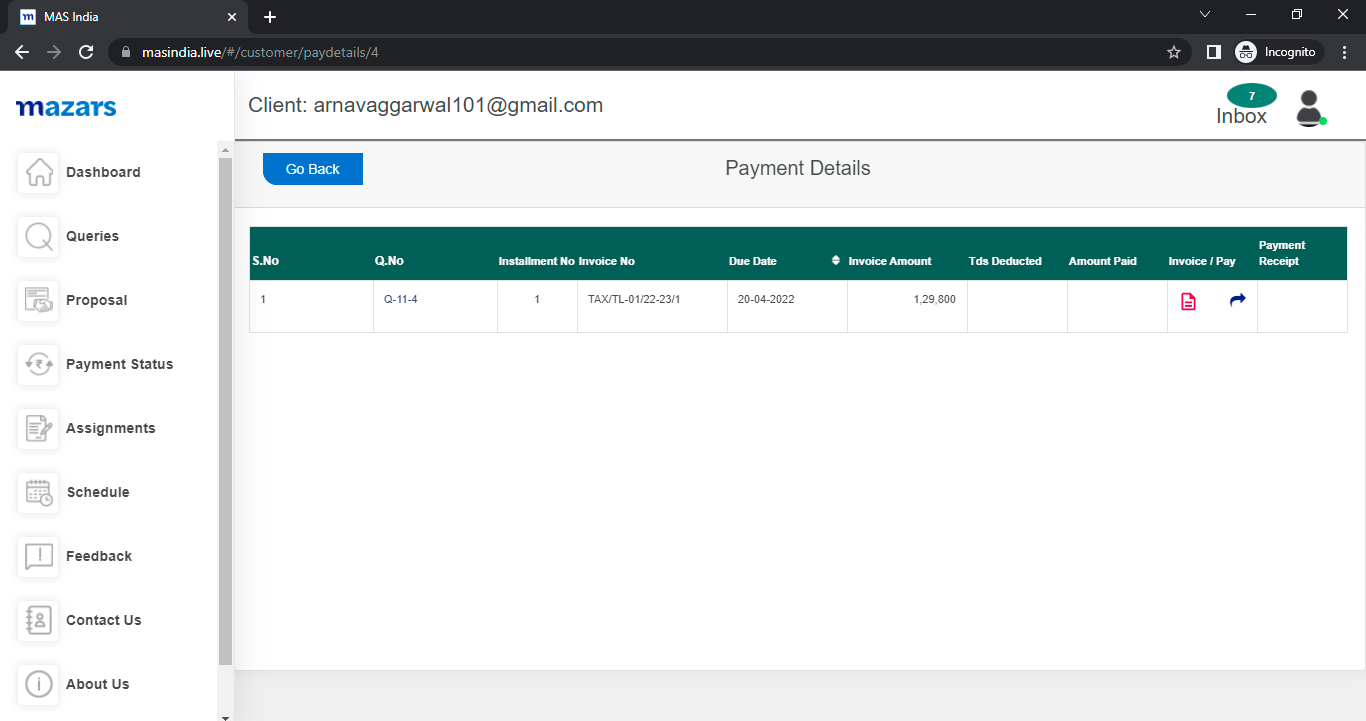 m MAS India
masindia.live/#/customer/paydetails/4
Incognito
mazars
Client: arnavaggarwal101@gmail.com
7
Inbox
Dashboard
Queries
Proposal
Payment Status
Assignments
Schedule
Feedback
Contact Us
About Us
Go Back
Payment Details
S.No Q.No Installment No Invoice No Due Date Invoice Amount Tds Deducted Amount Paid Invoice / Pay Payment Receipt
1 Q-11-4 1 TAX/TL-01/22-23/1 20-04-2022 1,29,800